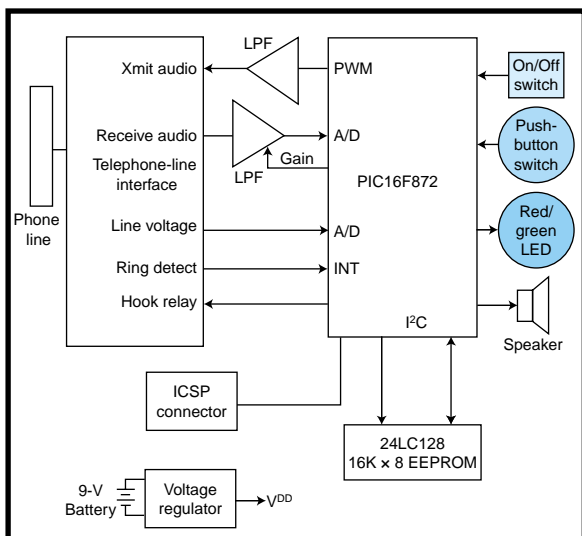 LPF
Xmit audio
PWM
On/Off
switch
Receive audio
A/D
Push-
button
switch
LPF
Gain
Telephone-line
interface
PIC16F872
Phone
line
Line voltage
A/D
Red/
green
LED
Ring detect
INT
Hook relay
I²C
Speaker
ICSP
connector
24LC128
16K × 8 EEPROM
9-V
Battery
Voltage
regulator
Vᴰᴰ